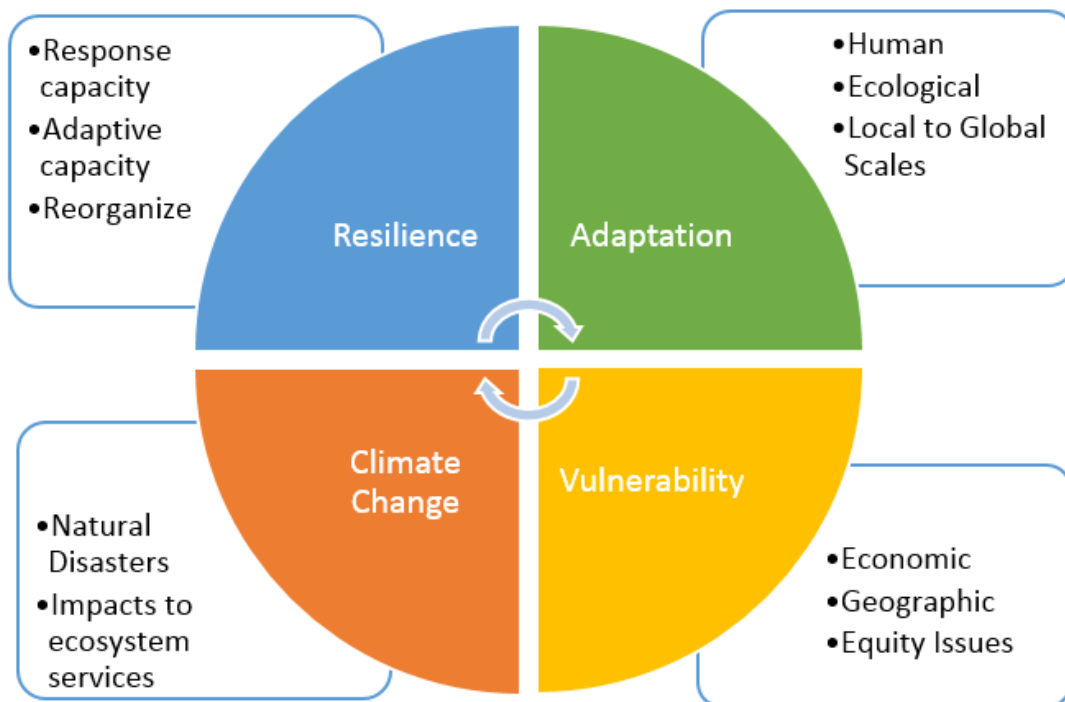 •Response
capacity
•Adaptive
capacity
•Reorganize
•Human
•Ecological
•Local to Global
Scales
Resilience
Adaptation
Climate
Change
Vulnerability
•Natural
Disasters
•Impacts to
ecosystem
services
•Economic
•Geographic
•Equity Issues